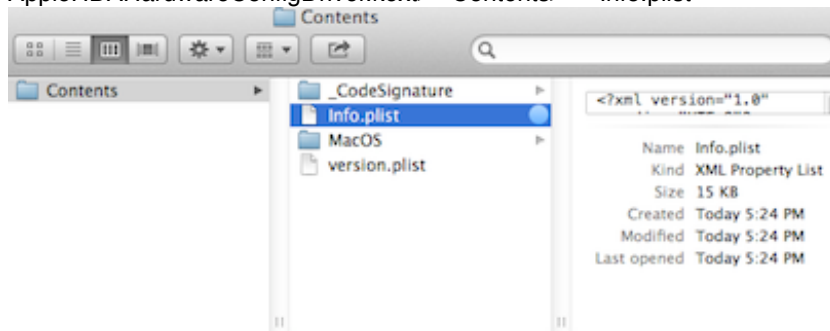 Contents
Contents
_CodeSignature
Info.plist
MacOS
version.plist
<?xml version="1.0"
Name Info.plist
Kind XML Property List
Size 15 KB
Created Today 5:24 PM
Modified Today 5:24 PM
Last opened Today 5:24 PM